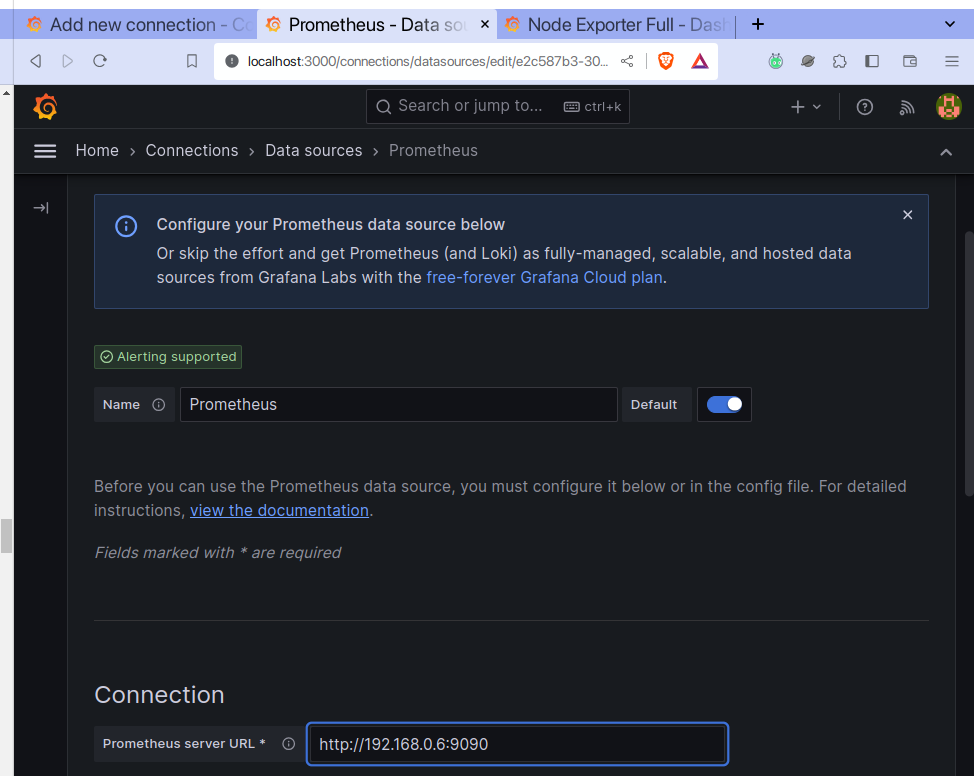 Add new connection - Co
Prometheus - Data sou
Node Exporter Full - Dash
localhost:3000/connections/datasources/edit/e2c587b3-30...
Search or jump to... ctrl+k
Home › Connections › Data sources › Prometheus
Configure your Prometheus data source below
Or skip the effort and get Prometheus (and Loki) as fully-managed, scalable, and hosted data
sources from Grafana Labs with the free-forever Grafana Cloud plan.
Alerting supported
Name Prometheus Default
Before you can use the Prometheus data source, you must configure it below or in the config file. For detailed
instructions, view the documentation.
Fields marked with * are required
Connection
Prometheus server URL * http://192.168.0.6:9090